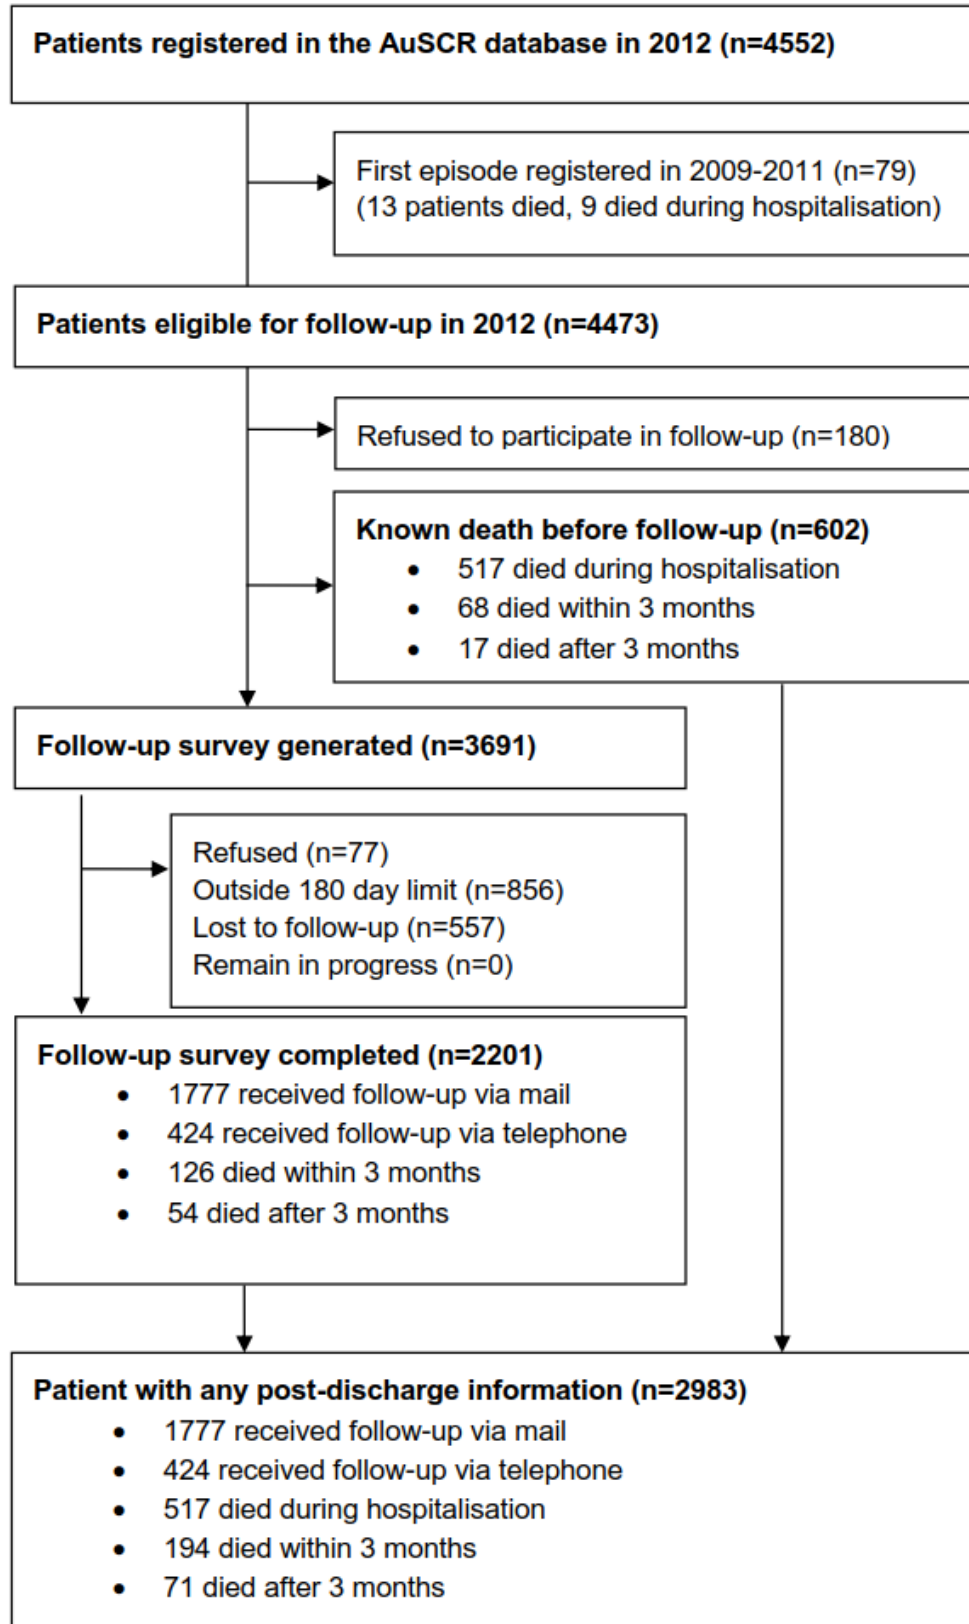 Patients registered in the AuSCR database in 2012 (n=4552)
First episode registered in 2009-2011 (n=79)
(13 patients died, 9 died during hospitalisation)
Patients eligible for follow-up in 2012 (n=4473)
Refused to participate in follow-up (n=180)
Known death before follow-up (n=602)
• 517 died during hospitalisation
• 68 died within 3 months
• 17 died after 3 months
Follow-up survey generated (n=3691)
Refused (n=77)
Outside 180 day limit (n=856)
Lost to follow-up (n=557)
Remain in progress (n=0)
Follow-up survey completed (n=2201)
• 1777 received follow-up via mail
• 424 received follow-up via telephone
• 126 died within 3 months
• 54 died after 3 months
Patient with any post-discharge information (n=2983)
• 1777 received follow-up via mail
• 424 received follow-up via telephone
• 517 died during hospitalisation
• 194 died within 3 months
• 71 died after 3 months